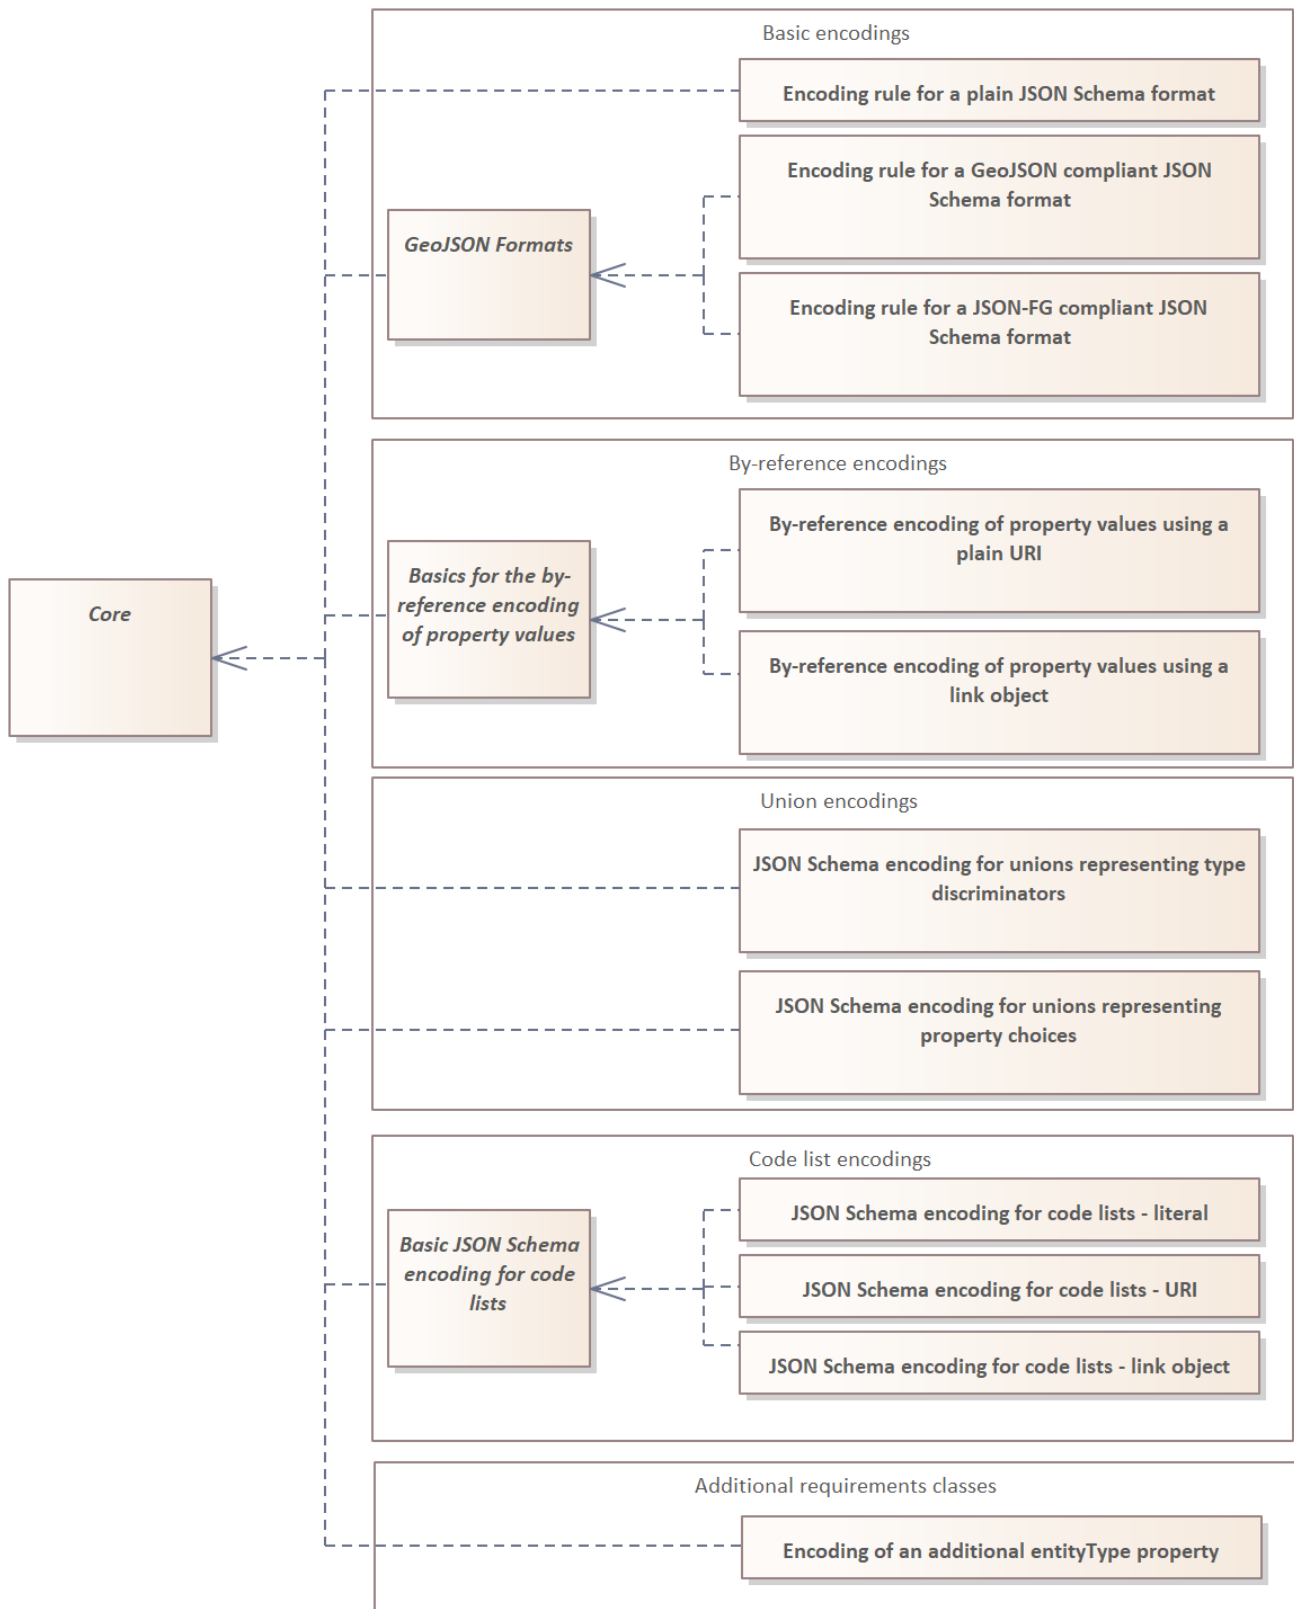 Basic encodings
Encoding rule for a plain JSON Schema format
Encoding rule for a GeoJSON compliant JSON
Schema format
GeoJSON Formats
Encoding rule for a JSON-FG compliant JSON
Schema format
By-reference encodings
By-reference encoding of property values using a
plain URI
Basics for the by-
reference encoding
of property values
By-reference encoding of property values using a
link object
Core
Union encodings
JSON Schema encoding for unions representing type
discriminators
JSON Schema encoding for unions representing
property choices
Code list encodings
JSON Schema encoding for code lists - literal
Basic JSON Schema
encoding for code
lists
JSON Schema encoding for code lists - URI
JSON Schema encoding for code lists - link object
Additional requirements classes
Encoding of an additional entityType property